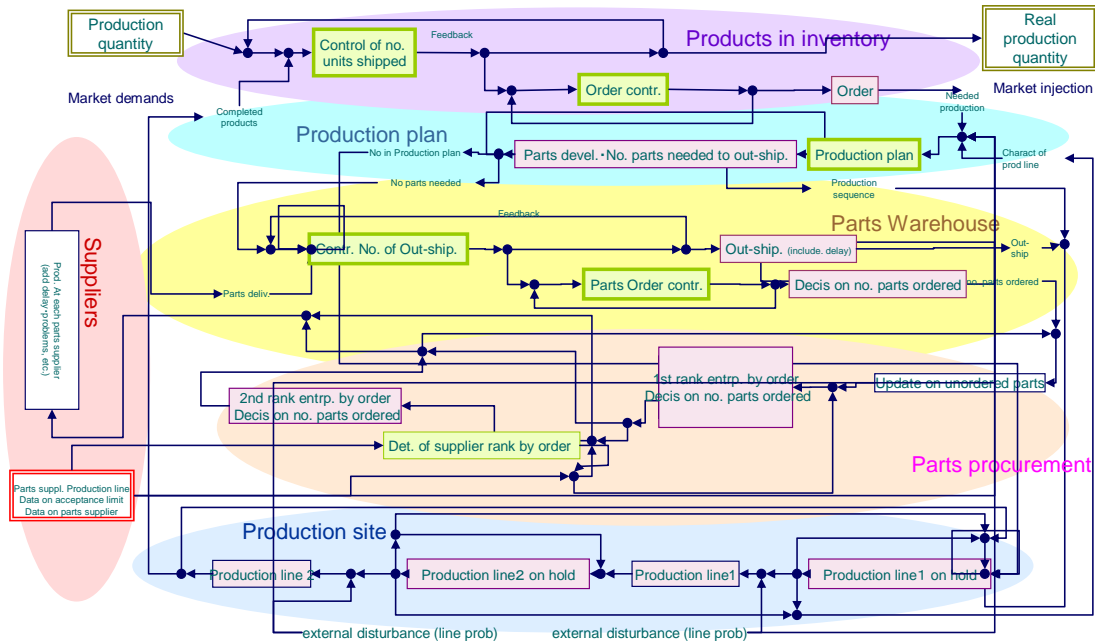 Production
quantity
Control of no.
units shipped
Feedback
Products in inventory
Real
production
quantity
Market demands
Completed
products
Order contr.
Order
Market injection
Needed
production
Production plan
No in Production plan
Parts devel.・No. parts needed to out-ship.
Production plan
Charact of
prod line
No parts needed
Production
sequence
Feedback
Parts Warehouse
Suppliers
Prod. At each parts supplier
(add delay・problems, etc.)
Contr. No. of Out-ship.
Out-ship. (include. delay)
Out-
ship
Parts deliv.
Parts Order contr.
Decis on no. parts ordered
no. parts ordered
1st rank entrp. by order
Decis on no. parts ordered
Update on unordered parts
2nd rank entrp. by order
Decis on no. parts ordered
Det. of supplier rank by order
Parts procurement
Parts suppl. Production line
Data on acceptance limit
Data on parts supplier
Production site
Production line 2
Production line2 on hold
Production line1
Production line1 on hold
external disturbance (line prob)
external disturbance (line prob)